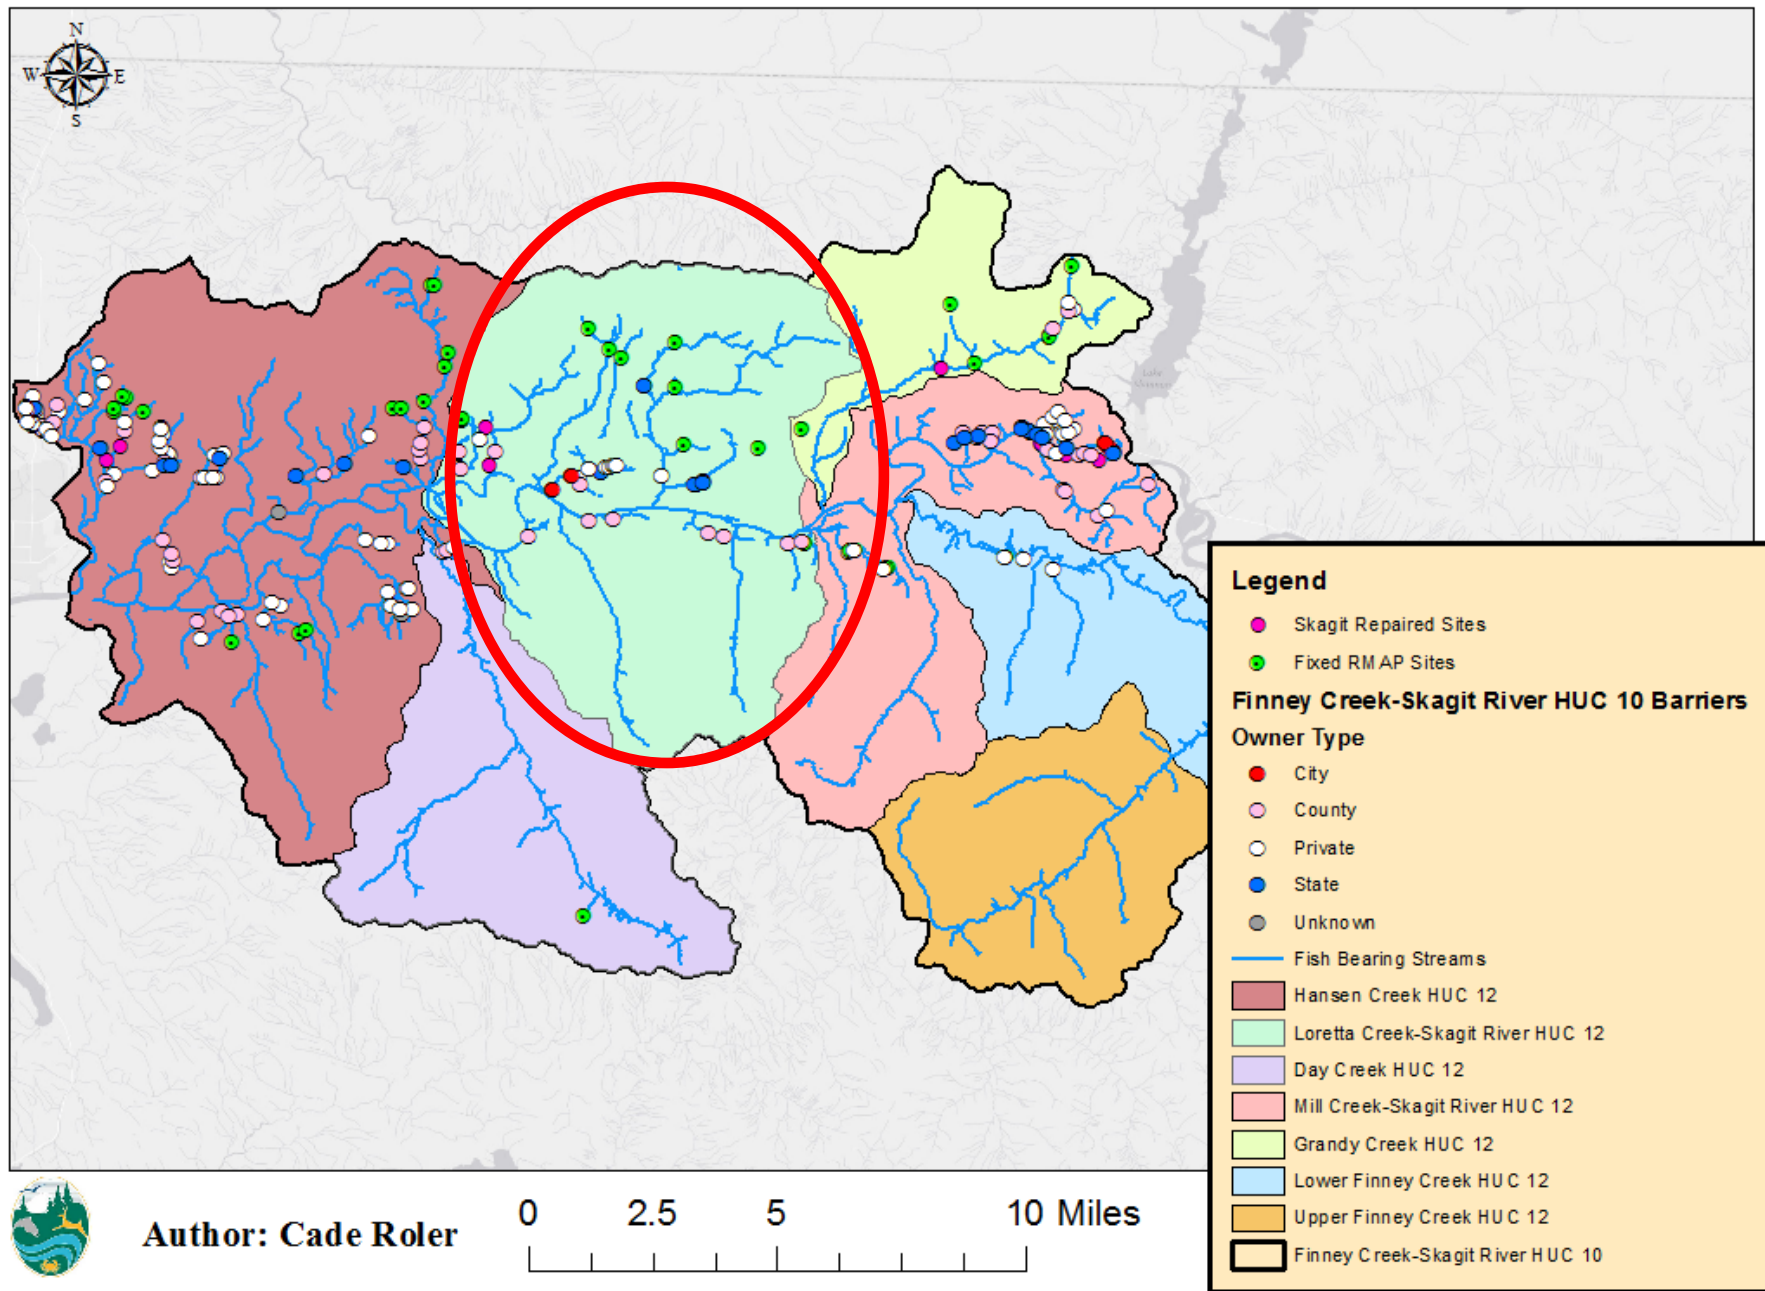 N
W E
S
Legend
Skagit Repaired Sites
Fixed RMAP Sites
Finney Creek-Skagit River HUC 10 Barriers
Owner Type
City
County
Private
State
Unknown
Fish Bearing Streams
Hansen Creek HUC 12
Loretta Creek-Skagit River HUC 12
Day Creek HUC 12
Mill Creek-Skagit River HUC 12
Grandy Creek HUC 12
Lower Finney Creek HUC 12
Upper Finney Creek HUC 12
Finney Creek-Skagit River HUC 10
Author: Cade Roler
0 2.5 5 10 Miles